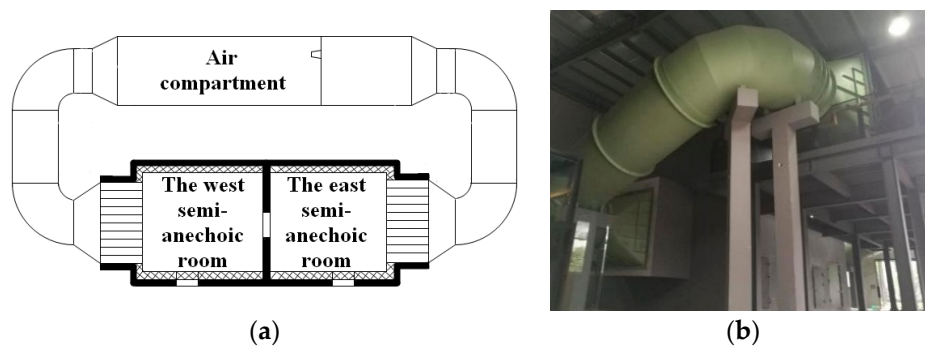 Air
compartment
The west
semi-
anechoic
room
The east
semi-
anechoic
room
(a)
(b)